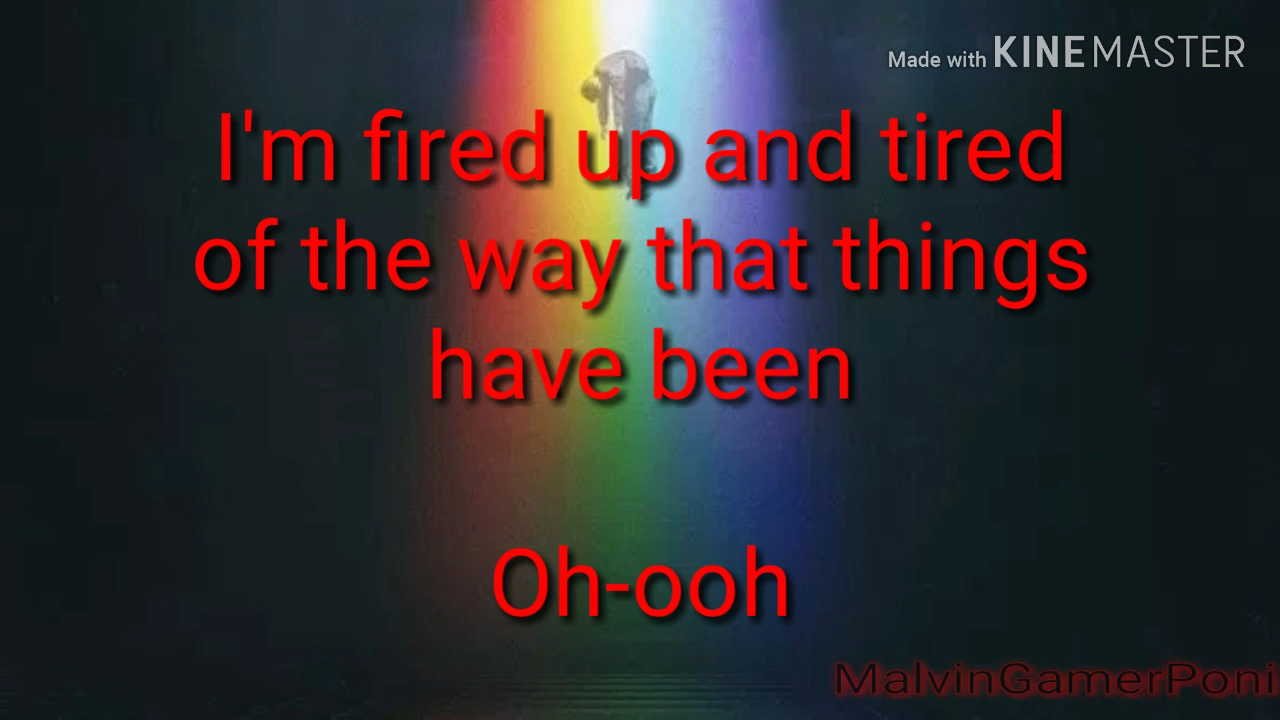 Made with KINEMASTER
I'm fired up and tired
of the way that things
have been
Oh-ooh
MalvinGamerPoni